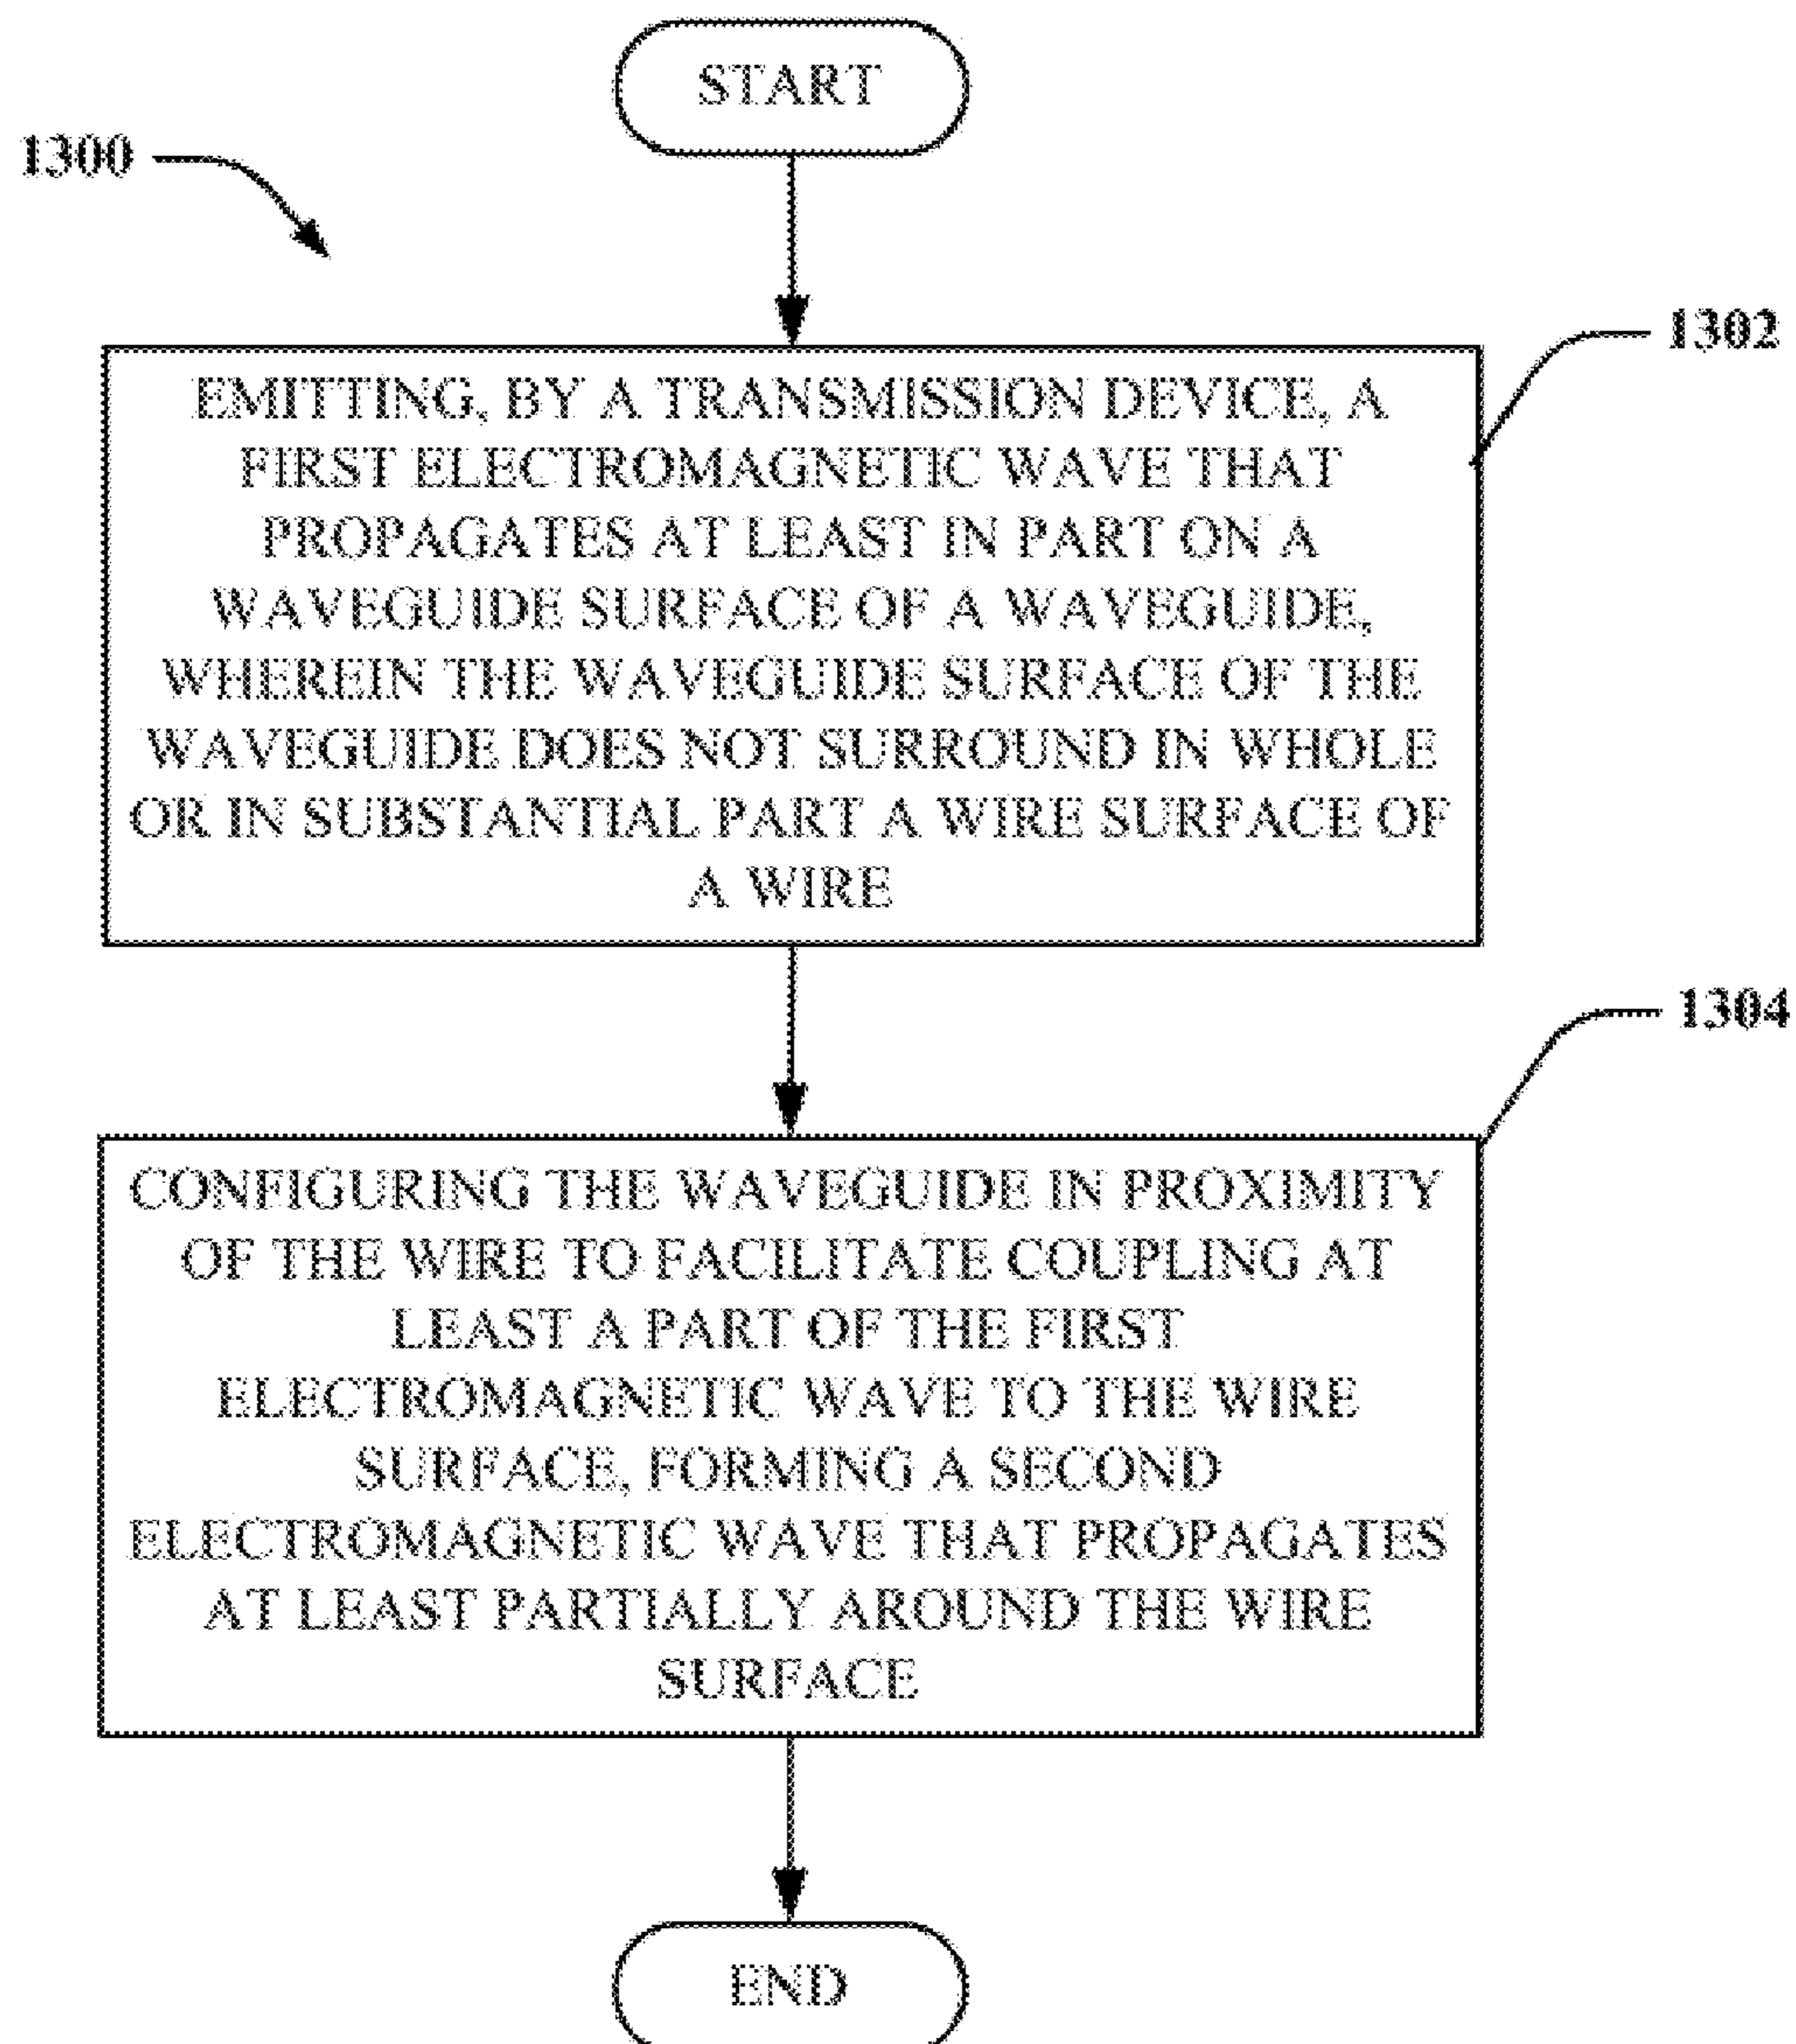 START
1300
1302
EMITTING, BY A TRANSMISSION DEVICE, A
FIRST ELECTROMAGNETIC WAVE THAT
PROPAGATES AT LEAST IN PART ON A
WAVEGUIDE SURFACE OF A WAVEGUIDE,
WHEREIN THE WAVEGUIDE SURFACE OF THE
WAVEGUIDE DOES NOT SURROUND IN WHOLE
OR IN SUBSTANTIAL PART A WIRE SURFACE OF
A WIRE
1304
CONFIGURING THE WAVEGUIDE IN PROXIMITY
OF THE WIRE TO FACILITATE COUPLING AT
LEAST A PART OF THE FIRST
ELECTROMAGNETIC WAVE TO THE WIRE
SURFACE, FORMING A SECOND
ELECTROMAGNETIC WAVE THAT PROPAGATES
AT LEAST PARTIALLY AROUND THE WIRE
SURFACE
END